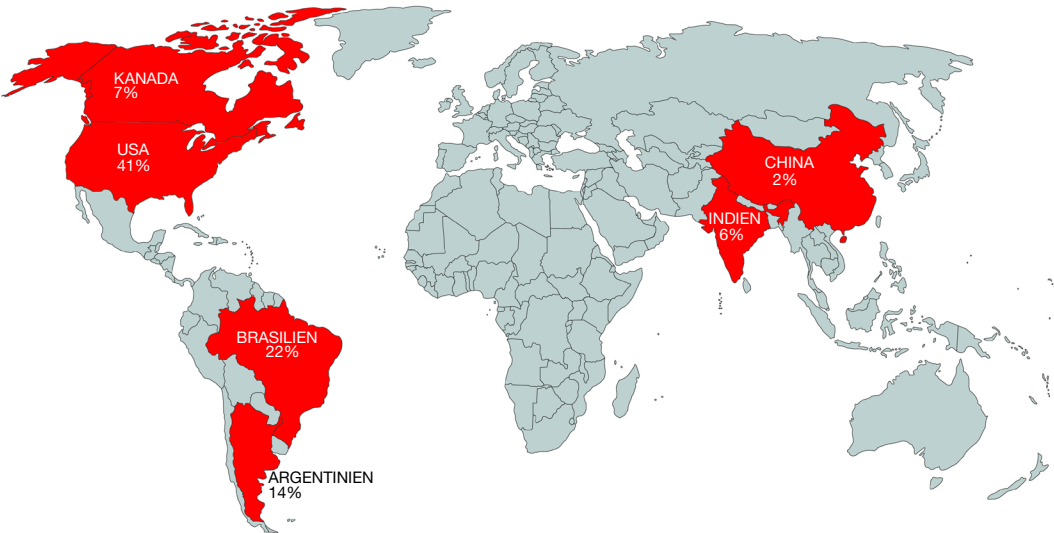 KANADA
7%
USA
41%
CHINA
2%
INDIEN
6%
BRASILIEN
22%
ARGENTINIEN
14%